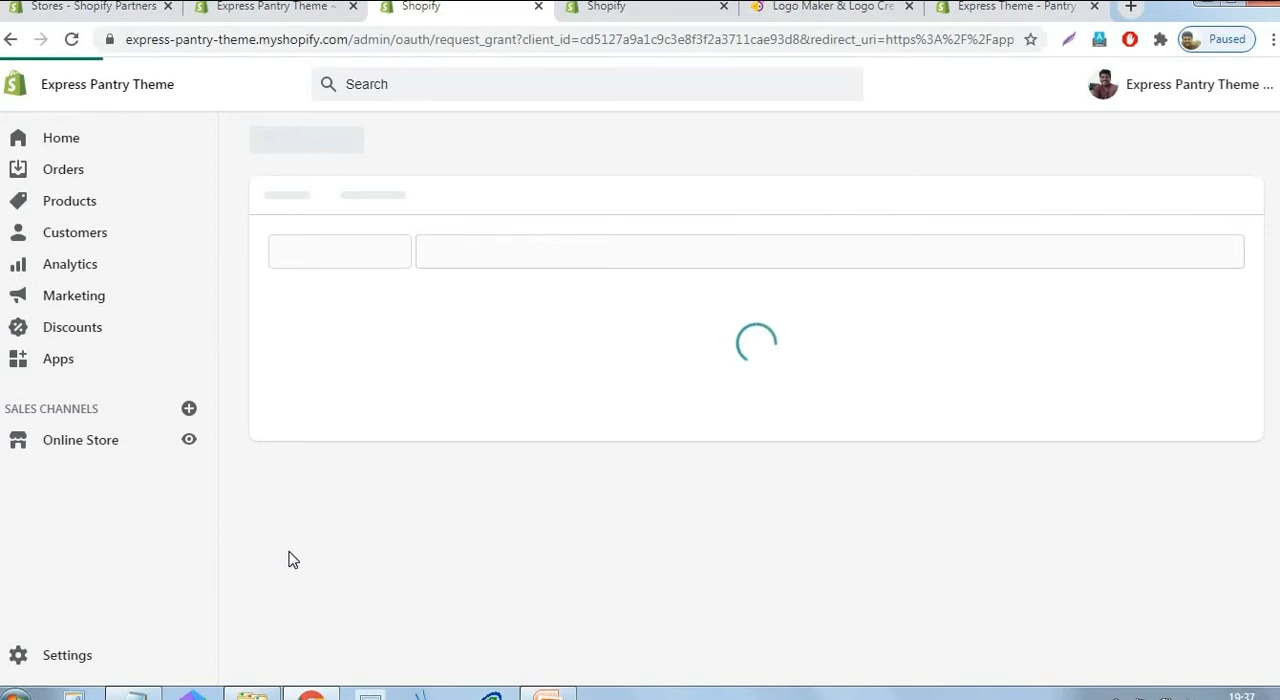 Stores - Shopify Partners
Express Pantry Theme ~
Shopify
Shopify
Logo Maker & Logo Cre
Express Theme - Pantry
express-pantry-theme.myshopify.com/admin/oauth/request_grant?client_id=cd5127a9a1c9c3e8f3f2a3711cae93d8&redirect_uri=https%3A%2F%2Fapp
Paused
Express Pantry Theme
Search
Express Pantry Theme ...
Home
Orders
Products
Customers
Analytics
Marketing
Discounts
Apps
SALES CHANNELS
Online Store
Settings
19:37